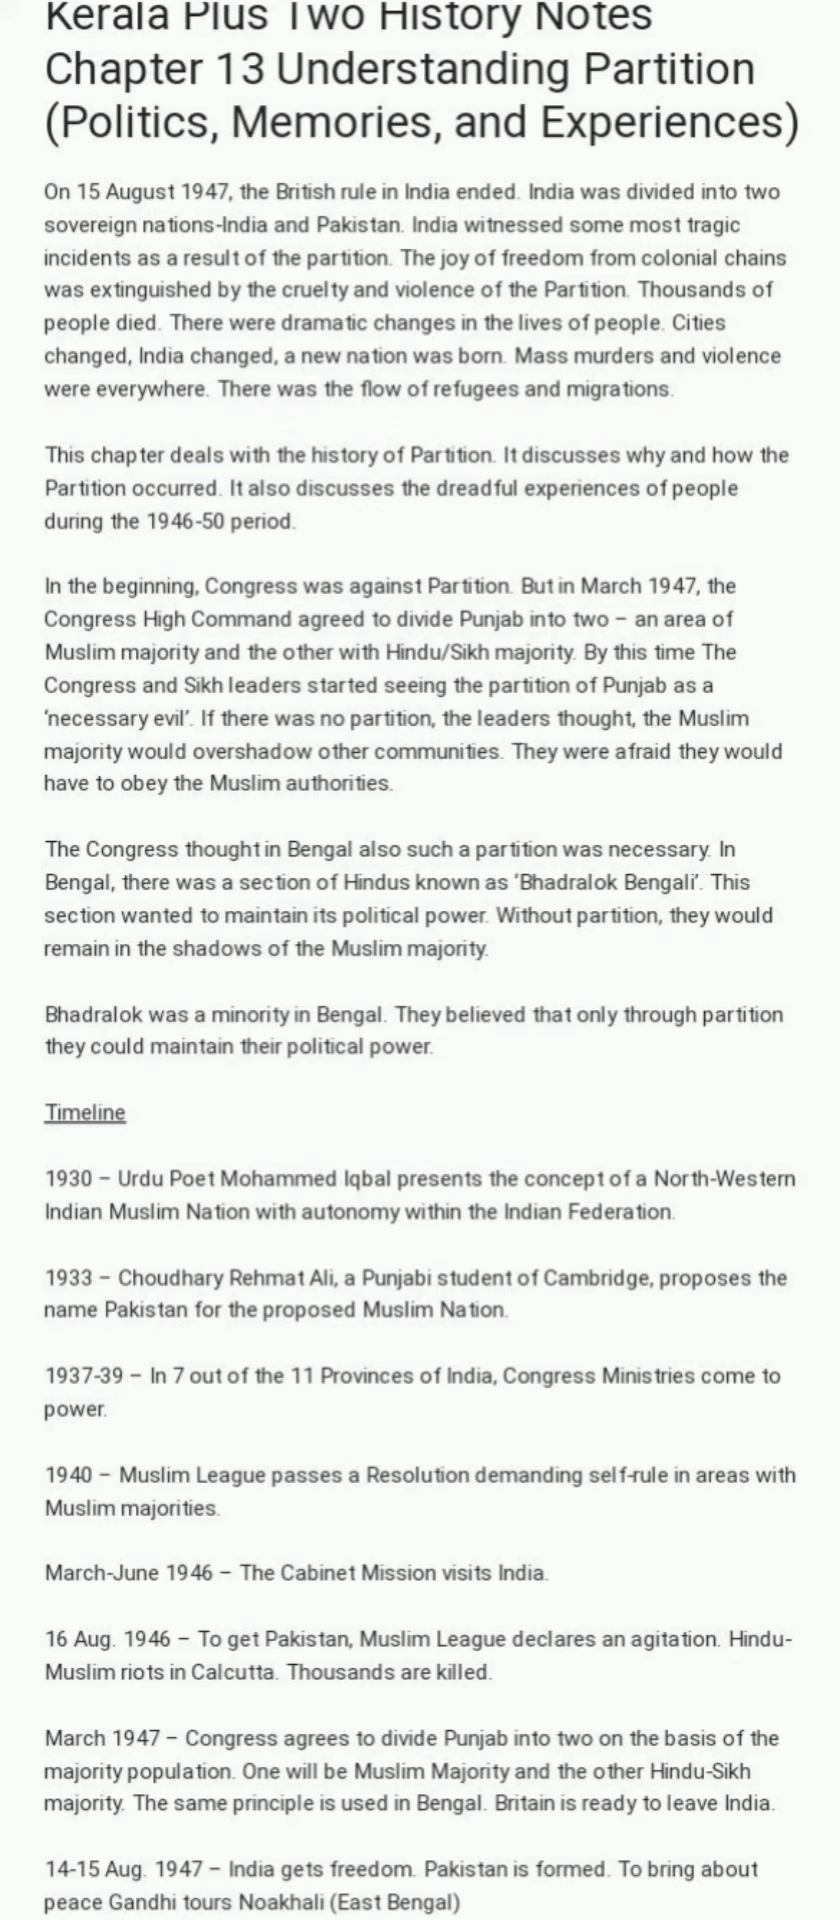 Kerala Plus Two History Notes
Chapter 13 Understanding Partition
(Politics, Memories, and Experiences)
On 15 August 1947, the British rule in India ended. India was divided into two
sovereign nations-India and Pakistan. India witnessed some most tragic
incidents as a result of the partition. The joy of freedom from colonial chains
was extinguished by the cruelty and violence of the Partition. Thousands of
people died. There were dramatic changes in the lives of people. Cities
changed, India changed, a new nation was born. Mass murders and violence
were everywhere. There was the flow of refugees and migrations.
This chapter deals with the history of Partition. It discusses why and how the
Partition occurred. It also discusses the dreadful experiences of people
during the 1946-50 period.
In the beginning, Congress was against Partition. But in March 1947, the
Congress High Command agreed to divide Punjab into two – an area of
Muslim majority and the other with Hindu/Sikh majority. By this time The
Congress and Sikh leaders started seeing the partition of Punjab as a
‘necessary evil’. If there was no partition, the leaders thought, the Muslim
majority would overshadow other communities. They were afraid they would
have to obey the Muslim authorities.
The Congress thought in Bengal also such a partition was necessary. In
Bengal, there was a section of Hindus known as ‘Bhadralok Bengali’. This
section wanted to maintain its political power. Without partition, they would
remain in the shadows of the Muslim majority.
Bhadralok was a minority in Bengal. They believed that only through partition
they could maintain their political power.
Timeline
1930 – Urdu Poet Mohammed Iqbal presents the concept of a North-Western
Indian Muslim Nation with autonomy within the Indian Federation.
1933 – Choudhary Rehmat Ali, a Punjabi student of Cambridge, proposes the
name Pakistan for the proposed Muslim Nation.
1937-39 – In 7 out of the 11 Provinces of India, Congress Ministries come to
power.
1940 – Muslim League passes a Resolution demanding self-rule in areas with
Muslim majorities.
March-June 1946 – The Cabinet Mission visits India.
16 Aug. 1946 – To get Pakistan, Muslim League declares an agitation. Hindu-
Muslim riots in Calcutta. Thousands are killed.
March 1947 – Congress agrees to divide Punjab into two on the basis of the
majority population. One will be Muslim Majority and the other Hindu-Sikh
majority. The same principle is used in Bengal. Britain is ready to leave India.
14-15 Aug. 1947 – India gets freedom. Pakistan is formed. To bring about
peace Gandhi tours Noakhali (East Bengal)